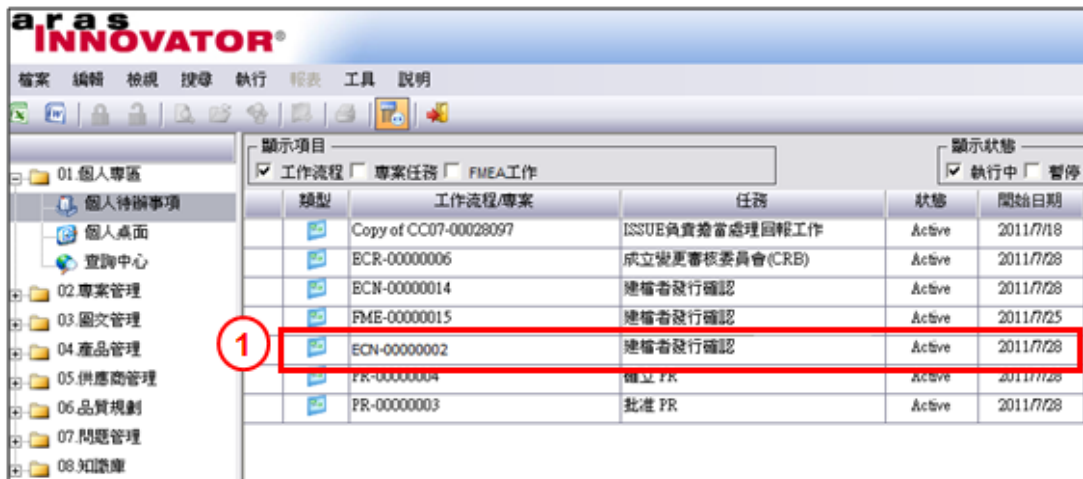 aras
INNOVATOR®
檔案 編輯 檢視 搜尋 執行 報表 工具 說明
顯示項目 顯示狀態
工作流程 專案任務 FMEA工作 執行中 暫停
01.個人專區
個人待辦事項
個人桌面
查詢中心
02.專案管理
03.圖文管理
04.產品管理
05.供應商管理
06.品質規劃
07.問題管理
08.知識庫
類型 工作流程/專案 任務 狀態 開始日期
Copy of CC07-00028097 ISSUE負責擔當處理回報工作 Active 2011/7/18
ECR-00000006 成立變更審核委員會(CRB) Active 2011/7/28
ECN-00000014 建檔者發行確認 Active 2011/7/28
FME-00000015 建檔者發行確認 Active 2011/7/25
1 ECN-00000002 建檔者發行確認 Active 2011/7/28
PR-00000004 確立 PR Active 2011/7/28
PR-00000003 批准 PR Active 2011/7/28